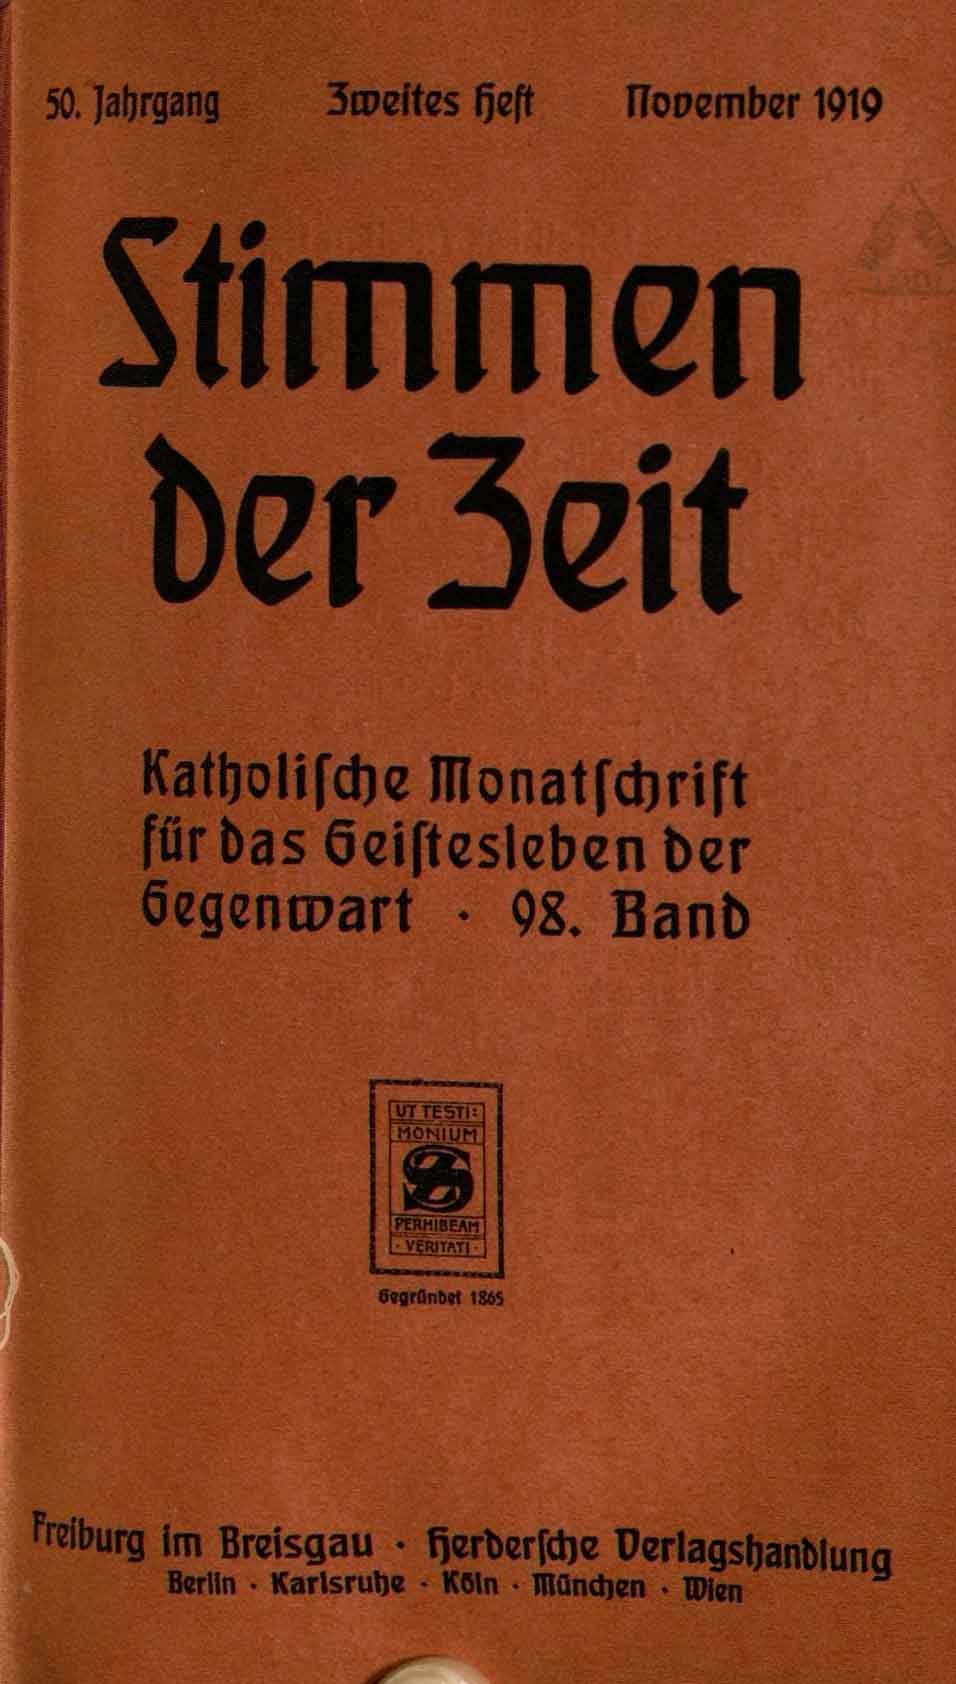 50. Jahrgang Zweites Heft November 1919
Stimmen
der Zeit
Katholiſche Monatſchrift
für das Geiſtesleben der
Gegenwart · 98. Band
UT TESTI:
MONIUM
SZ
PERHIBEAM
· VERITATI ·
Gegründet 1865
Freiburg im Breisgau · Herderſche Verlagshandlung
Berlin · Karlsruhe · Köln · München · Wien